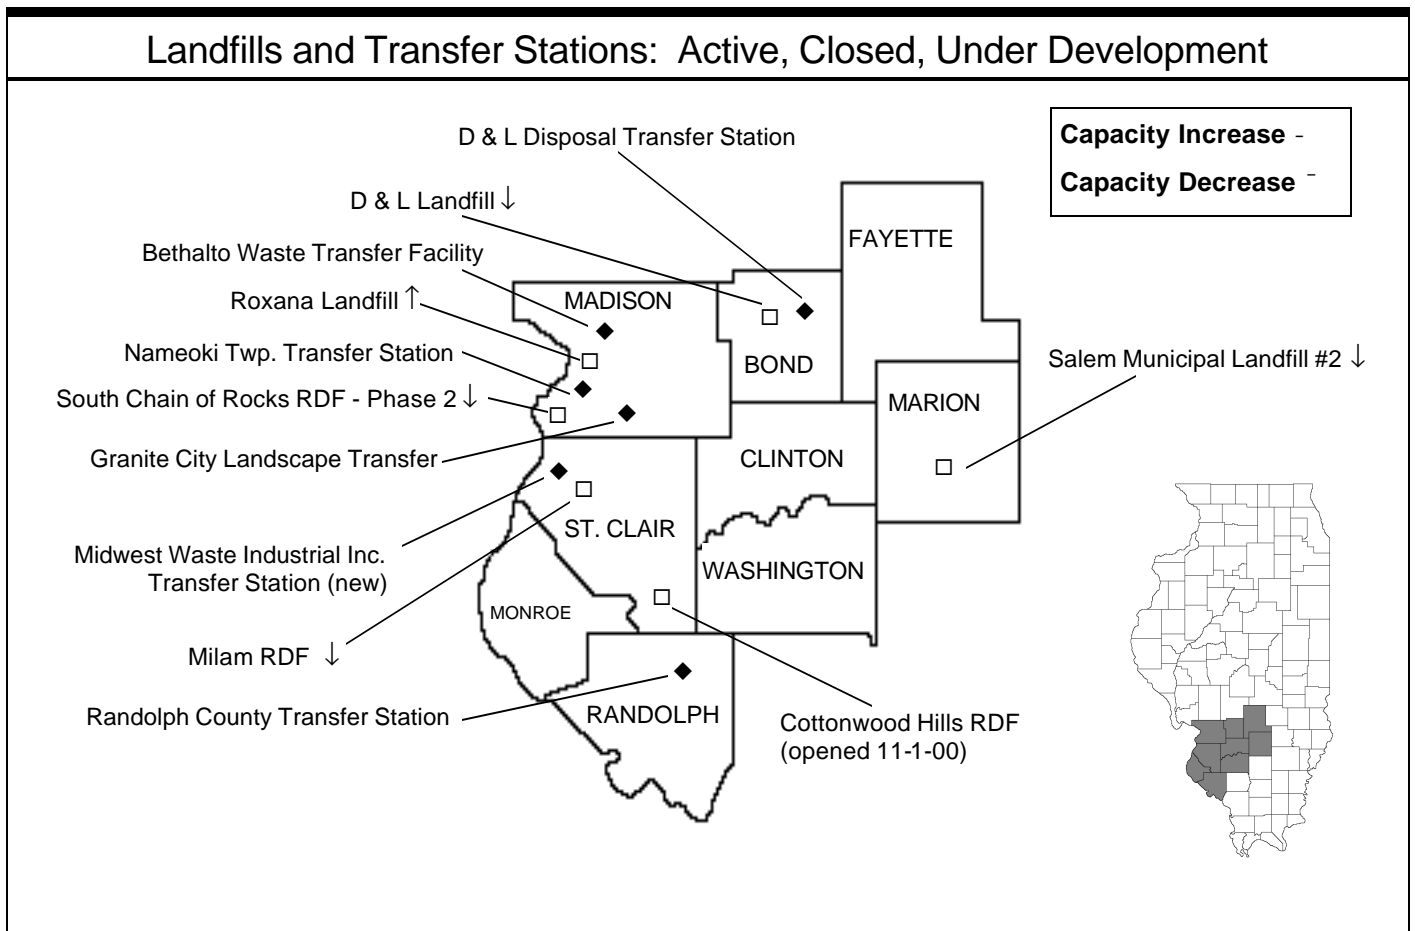 Landfills and Transfer Stations: Active, Closed, Under Development
D & L Disposal Transfer Station
Capacity Increase -
Capacity Decrease -
D & L Landfill ↓
Bethalto Waste Transfer Facility
Roxana Landfill ↑
Nameoki Twp. Transfer Station
South Chain of Rocks RDF - Phase 2 ↓
Granite City Landscape Transfer
Midwest Waste Industrial Inc.
Transfer Station (new)
Milam RDF ↓
Randolph County Transfer Station
FAYETTE
MADISON
BOND
Salem Municipal Landfill #2 ↓
MARION
CLINTON
ST. CLAIR
WASHINGTON
MONROE
RANDOLPH
Cottonwood Hills RDF
(opened 11-1-00)